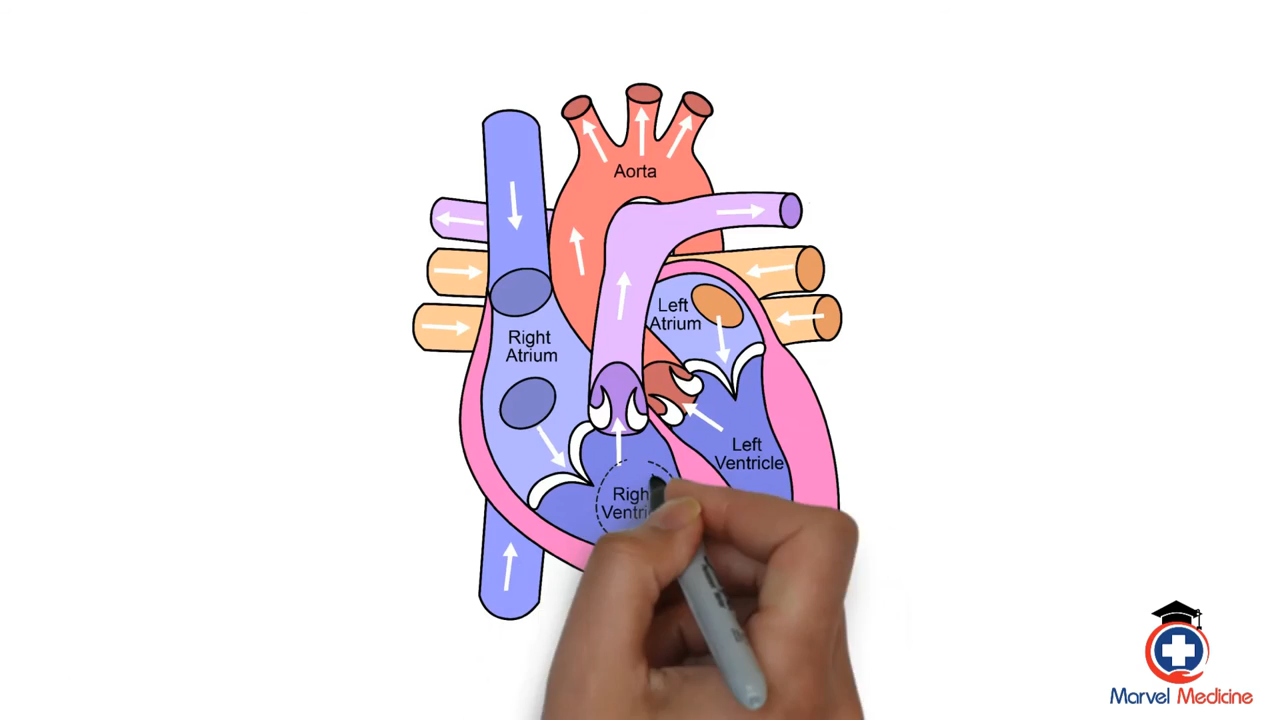 Aorta
Left
Atrium
Right
Atrium
Left
Ventricle
Marvel Medicine